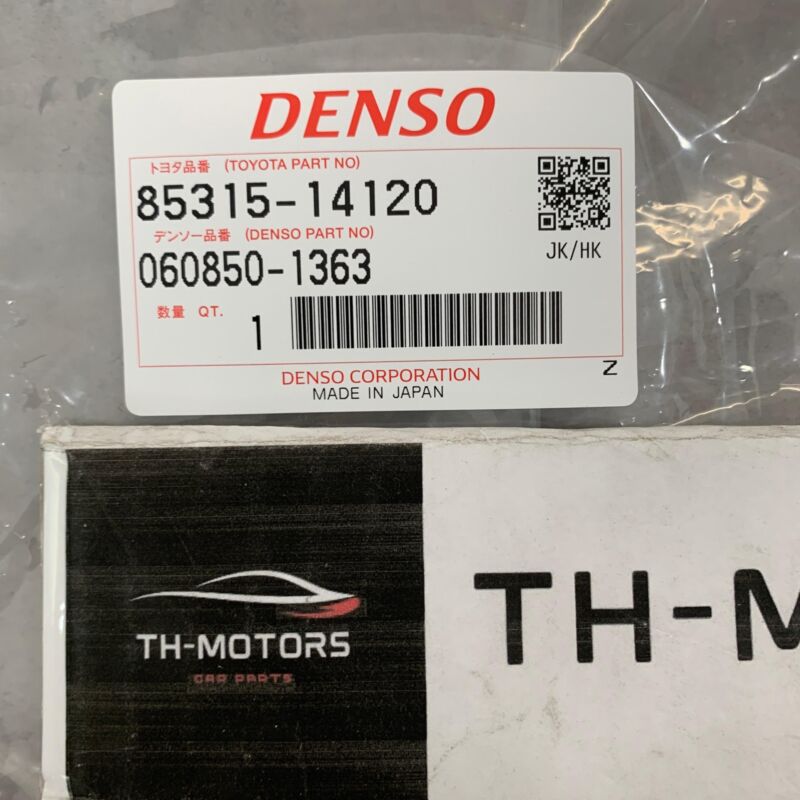 DENSO
トヨタ品番 (TOYOTA PART NO)
85315-14120
デンソー品番 (DENSO PART NO)
060850-1363
JK/HK
数量 QT. 1
DENSO CORPORATION
MADE IN JAPAN
Z
TH-MOTORS
CAR PARTS
TH-M